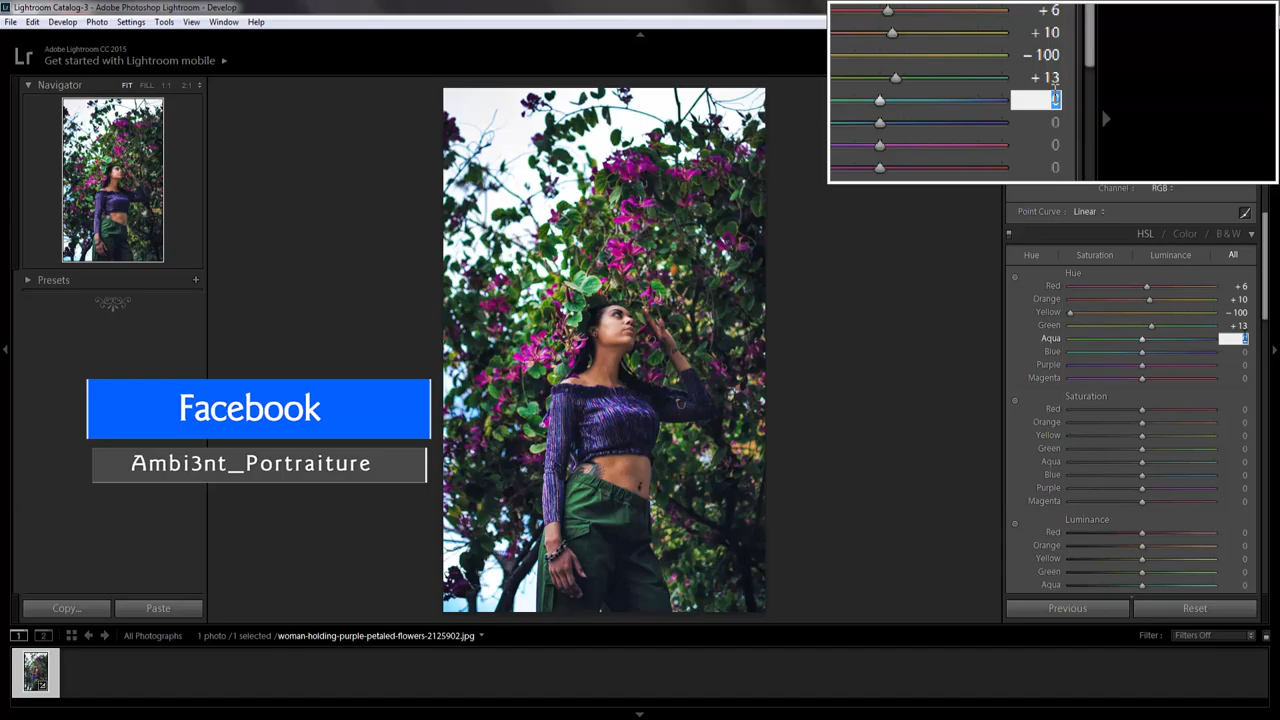 Lightroom Catalog-3 - Adobe Photoshop Lightroom - Develop
File Edit Develop Photo Settings Tools View Window Help
Lr
Adobe Lightroom CC 2015
Get started with Lightroom mobile
Navigator FIT FILL 1:1 2:1
Presets
Facebook
Ambi3nt_Portraiture
Copy... Paste
+ 6
+ 10
- 100
+ 13
0
0
0
0
Channel : RGB
Point Curve : Linear
HSL / Color / B & W
Hue Saturation Luminance All
Hue
Red + 6
Orange + 10
Yellow - 100
Green + 13
Aqua
Blue 0
Purple 0
Magenta 0
Saturation
Red 0
Orange 0
Yellow 0
Green 0
Aqua 0
Blue 0
Purple 0
Magenta 0
Luminance
Red 0
Orange 0
Yellow 0
Green 0
Aqua 0
Previous Reset
1 2 All Photographs 1 photo /1 selected /woman-holding-purple-petaled-flowers-2125902.jpg Filter : Filters Off